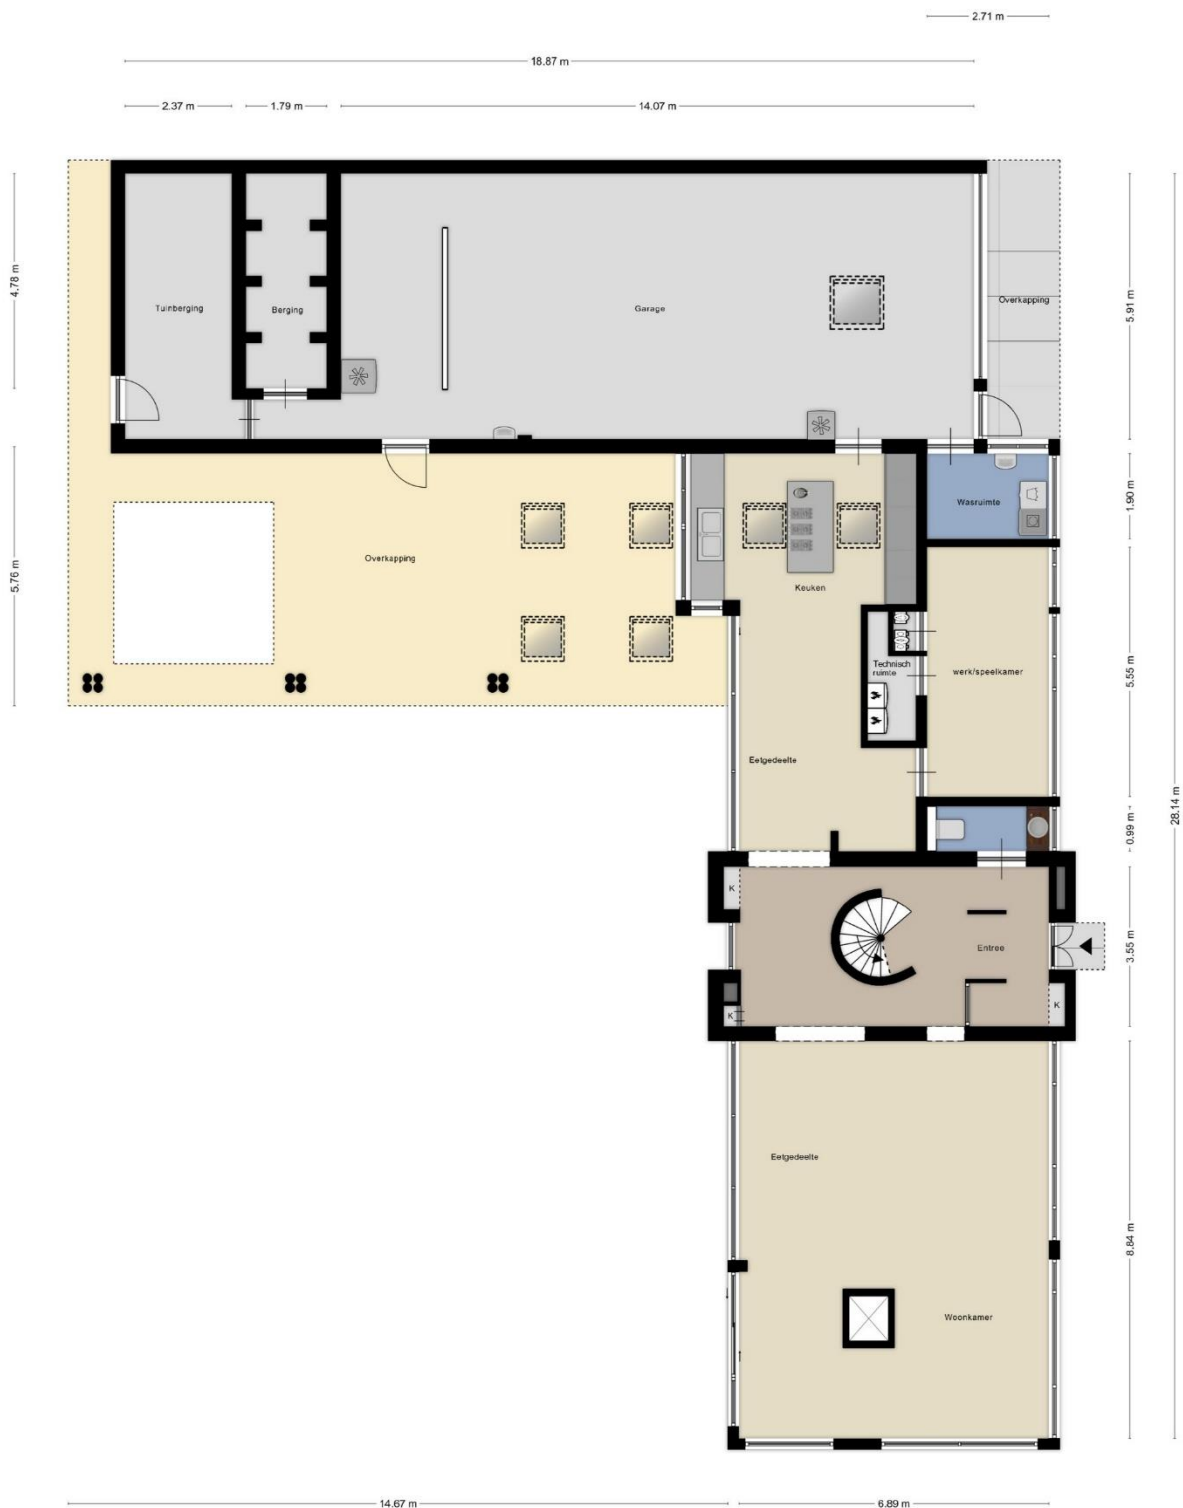 2.71 m
18.87 m
2.37 m
1.79 m
14.07 m
4.78 m
5.91 m
Tuinberging
Berging
Garage
Overkapping
1.90 m
Wasruimte
5.76 m
Overkapping
Keuken
Technisch
ruimte
werk/speelkamer
5.55 m
Eetgedeelte
28.14 m
0.99 m
K
3.55 m
Entree
K
K
Eetgedeelte
8.84 m
Woonkamer
14.67 m
6.89 m